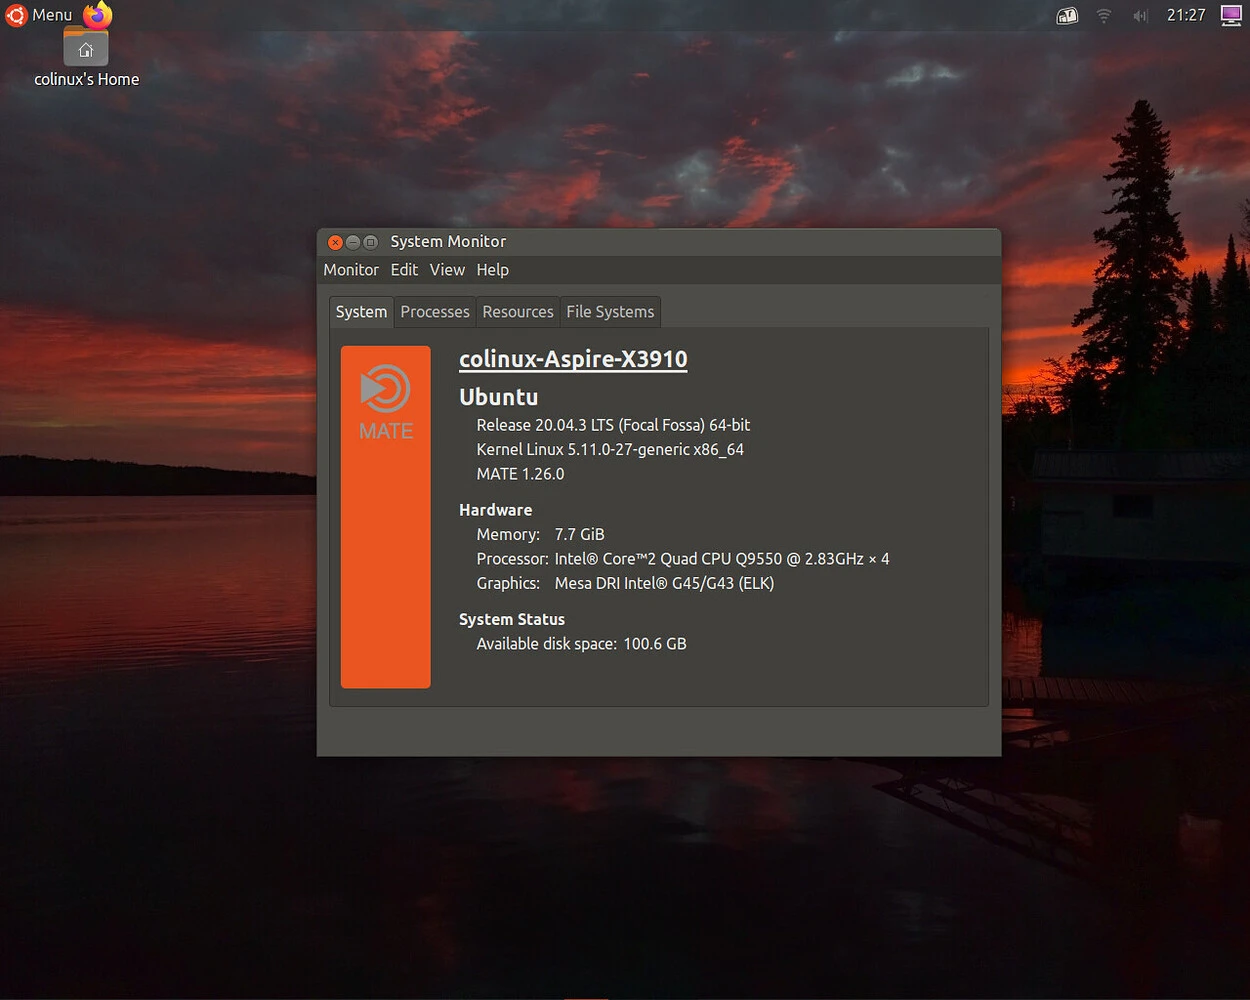 Menu
21:27
colinux's Home
System Monitor
Monitor Edit View Help
System Processes Resources File Systems
MATE
colinux-Aspire-X3910
Ubuntu
Release 20.04.3 LTS (Focal Fossa) 64-bit
Kernel Linux 5.11.0-27-generic x86_64
MATE 1.26.0
Hardware
Memory: 7.7 GiB
Processor: Intel® Core™2 Quad CPU Q9550 @ 2.83GHz × 4
Graphics: Mesa DRI Intel® G45/G43 (ELK)
System Status
Available disk space: 100.6 GB